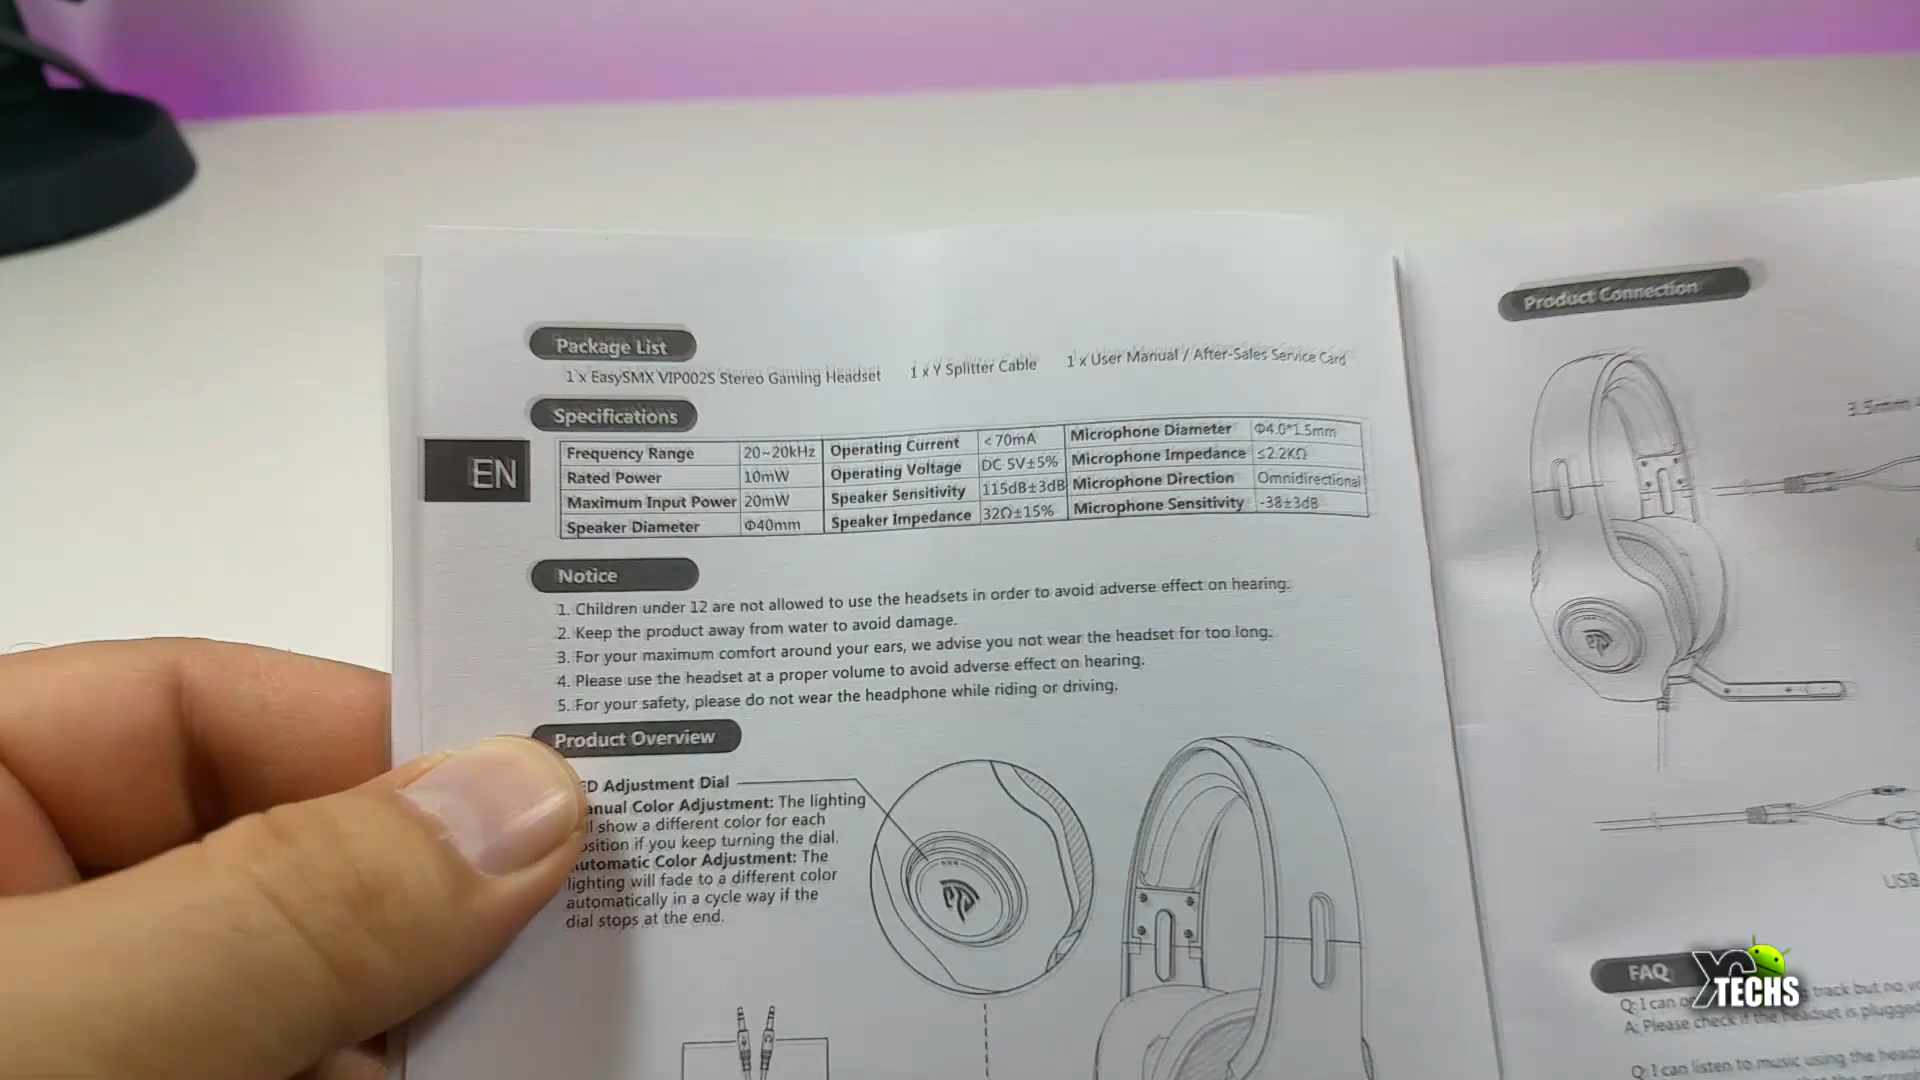 Package List
1 x EasySMX VIP002S Stereo Gaming Headset 1 x Y Splitter Cable 1 x User Manual / After-Sales Service Card
Specifications
EN
Frequency Range 20~20kHz Operating Current < 70mA Microphone Diameter Φ4.0*1.5mm
Rated Power 10mW Operating Voltage DC 5V±5% Microphone Impedance ≤2.2KΩ
Maximum Input Power 20mW Speaker Sensitivity 115dB±3dB Microphone Direction Omnidirectional
Speaker Diameter Φ40mm Speaker Impedance 32Ω±15% Microphone Sensitivity -38±3dB
Notice
1. Children under 12 are not allowed to use the headsets in order to avoid adverse effect on hearing.
2. Keep the product away from water to avoid damage.
3. For your maximum comfort around your ears, we advise you not wear the headset for too long.
4. Please use the headset at a proper volume to avoid adverse effect on hearing.
5. For your safety, please do not wear the headphone while riding or driving.
Product Overview
Adjustment Dial
Color Adjustment: The lighting
show a different color for each
if you keep turning the dial.
Color Adjustment: The
lighting will fade to a different color
automatically in a cycle way if the
dial stops at the end.
Product Connection
3.5mm
USB
FAQ
Q: I can track but no
A: Please check if the headset is plugged
Q: I can listen to music using the
YC TECHS